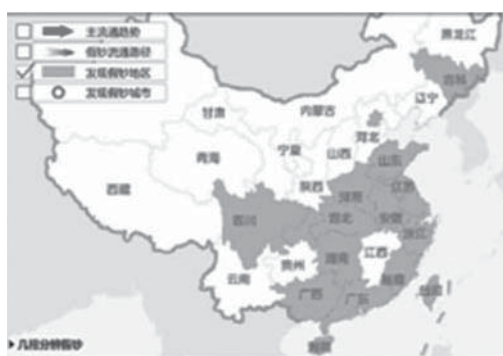 主流通趋势
假钞流通路径
发现假钞地区
发现假钞城市
黑龙江
吉林
辽宁
内蒙古
甘肃
河北
宁夏
山西
山东
青海
陕西
河南
江苏
西藏
四川
湖北
安徽
浙江
湖南
江西
贵州
福建
云南
广西
广东
台湾
海南
几段分钟假钞